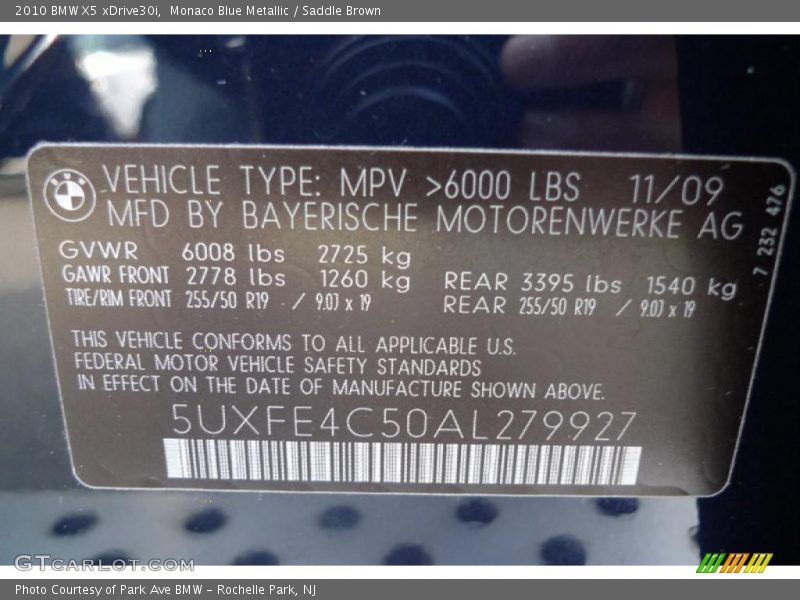 2010 BMW X5 xDrive30i, Monaco Blue Metallic / Saddle Brown
VEHICLE TYPE: MPV >6000 LBS 11/09
MFD BY BAYERISCHE MOTORENWERKE AG
GVWR 6008 lbs 2725 kg
GAWR FRONT 2778 lbs 1260 kg REAR 3395 lbs 1540 kg
TIRE/RIM FRONT 255/50 R19 / 9.0J x 19 REAR 255/50 R19 / 9.0J x 19
7 232 476
THIS VEHICLE CONFORMS TO ALL APPLICABLE U.S.
FEDERAL MOTOR VEHICLE SAFETY STANDARDS
IN EFFECT ON THE DATE OF MANUFACTURE SHOWN ABOVE.
5UXFE4C50AL279927
GTcarlot.com
Photo Courtesy of Park Ave BMW - Rochelle Park, NJ